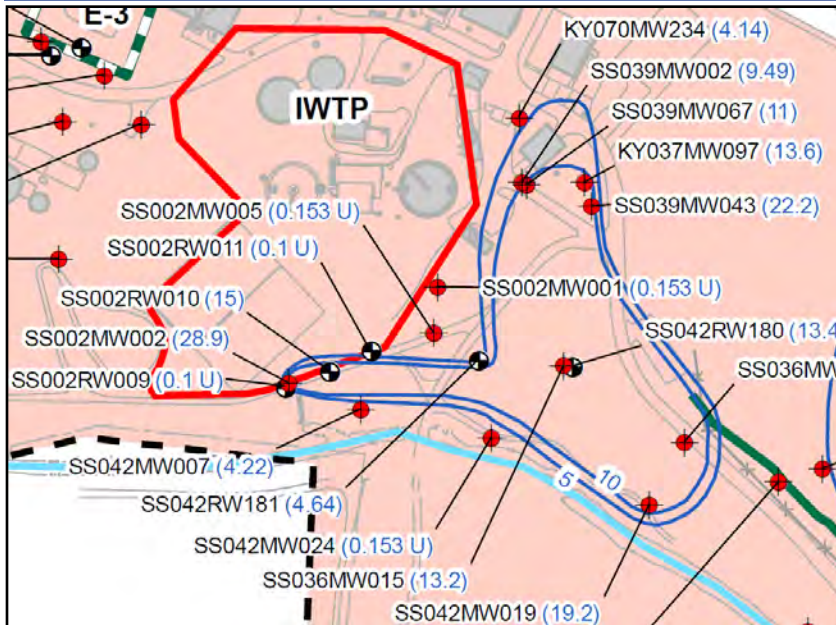 E-3
KY070MW234 (4.14)
SS039MW002 (9.49)
IWTP
SS039MW067 (11)
KY037MW097 (13.6)
SS002MW005 (0.153 U)
SS039MW043 (22.2)
SS002RW011 (0.1 U)
SS002RW010 (15)
SS002MW001 (0.153 U)
SS002MW002 (28.9)
SS042RW180 (13.4
SS002RW009 (0.1 U)
SS036MW
SS042MW007 (4.22)
5
10
SS042RW181 (4.64)
SS042MW024 (0.153 U)
SS036MW015 (13.2)
SS042MW019 (19.2)